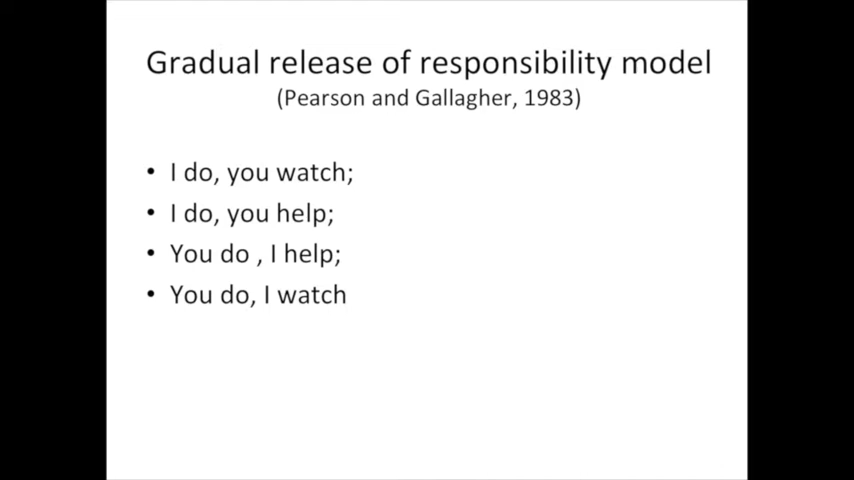 Gradual release of responsibility model
(Pearson and Gallagher, 1983)
• I do, you watch;
• I do, you help;
• You do , I help;
• You do, I watch